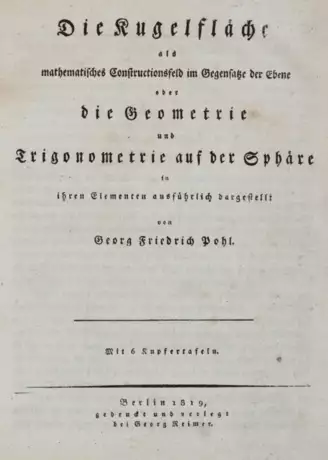 Die Kugelfläche
als
mathematisches Constructionsfeld im Gegensatze der Ebene
oder
die Geometrie
und
Trigonometrie auf der Sphäre
in
ihren Elementen ausführlich dargestellt
von
Georg Friedrich Pohl.
Mit 6 Kupfertafeln.
Berlin 1819,
gedruckt und verlegt
bei Georg Reimer.